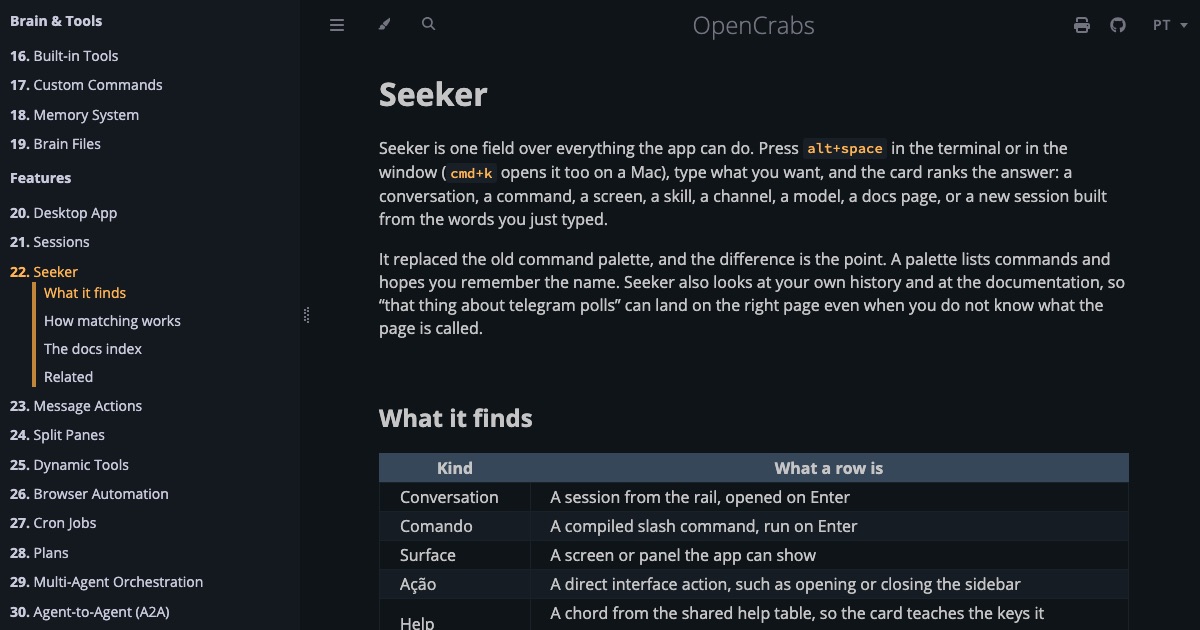 Brain & Tools
16. Built-in Tools
17. Custom Commands
18. Memory System
19. Brain Files
Features
20. Desktop App
21. Sessions
22. Seeker
What it finds
How matching works
The docs index
Related
23. Message Actions
24. Split Panes
25. Dynamic Tools
26. Browser Automation
27. Cron Jobs
28. Plans
29. Multi-Agent Orchestration
30. Agent-to-Agent (A2A)
OpenCrabs
PT
Seeker
Seeker is one field over everything the app can do. Press alt+space in the terminal or in the
window ( cmd+k opens it too on a Mac), type what you want, and the card ranks the answer: a
conversation, a command, a screen, a skill, a channel, a model, a docs page, or a new session built
from the words you just typed.
It replaced the old command palette, and the difference is the point. A palette lists commands and
hopes you remember the name. Seeker also looks at your own history and at the documentation, so
“that thing about telegram polls” can land on the right page even when you do not know what the
page is called.
What it finds
Kind What a row is
Conversation A session from the rail, opened on Enter
Comando A compiled slash command, run on Enter
Surface A screen or panel the app can show
Ação A direct interface action, such as opening or closing the sidebar
Help A chord from the shared help table, so the card teaches the keys it